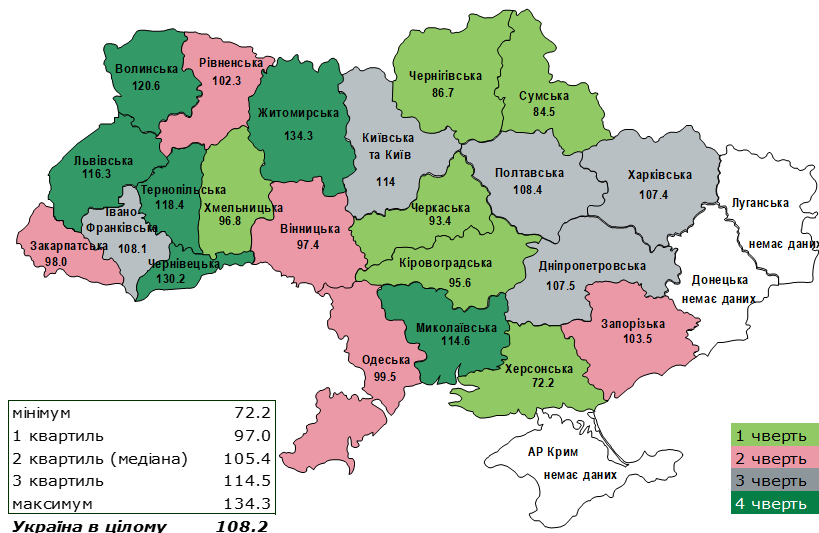 Волинська
120.6
Рівненська
102.3
Житомирська
134.3
Київська
та Київ
114
Чернігівська
86.7
Сумська
84.5
Львівська
116.3
Тернопільська
118.4
Хмельницька
96.8
Івано
Франківська
108.1
Закарпатська
98.0
Чернівецька
130.2
Вінницька
97.4
Черкаська
93.4
Полтавська
108.4
Харківська
107.4
Луганська
немає даних
Кіровоградська
95.6
Дніпропетровська
107.5
Донецька
немає даних
Миколаївська
114.6
Запорізька
103.5
Одеська
99.5
Херсонська
72.2
АР Крим
немає даних
мінімум 72.2
1 квартиль 97.0
2 квартиль (медіана) 105.4
3 квартиль 114.5
максимум 134.3
Україна в цілому 108.2
1 чверть
2 чверть
3 чверть
4 чверть